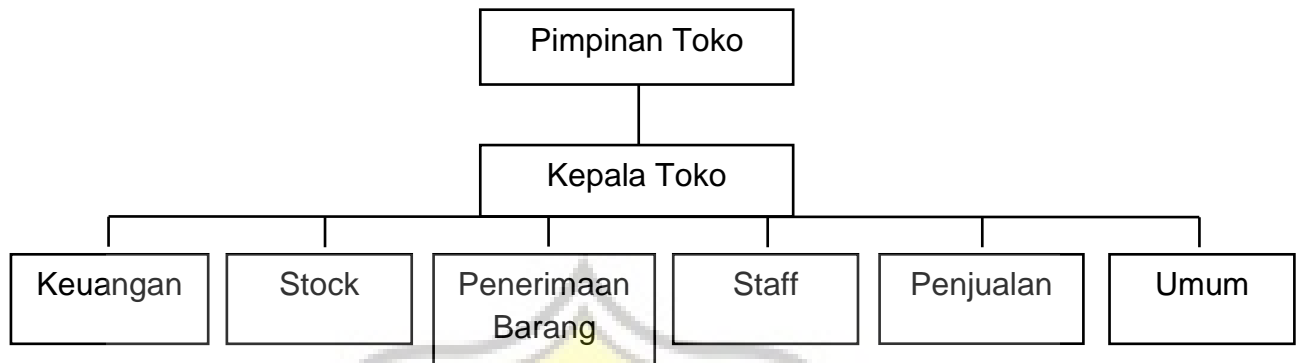 Pimpinan Toko
Kepala Toko
Keuangan
Stock
Penerimaan
Barang
Staff
Penjualan
Umum